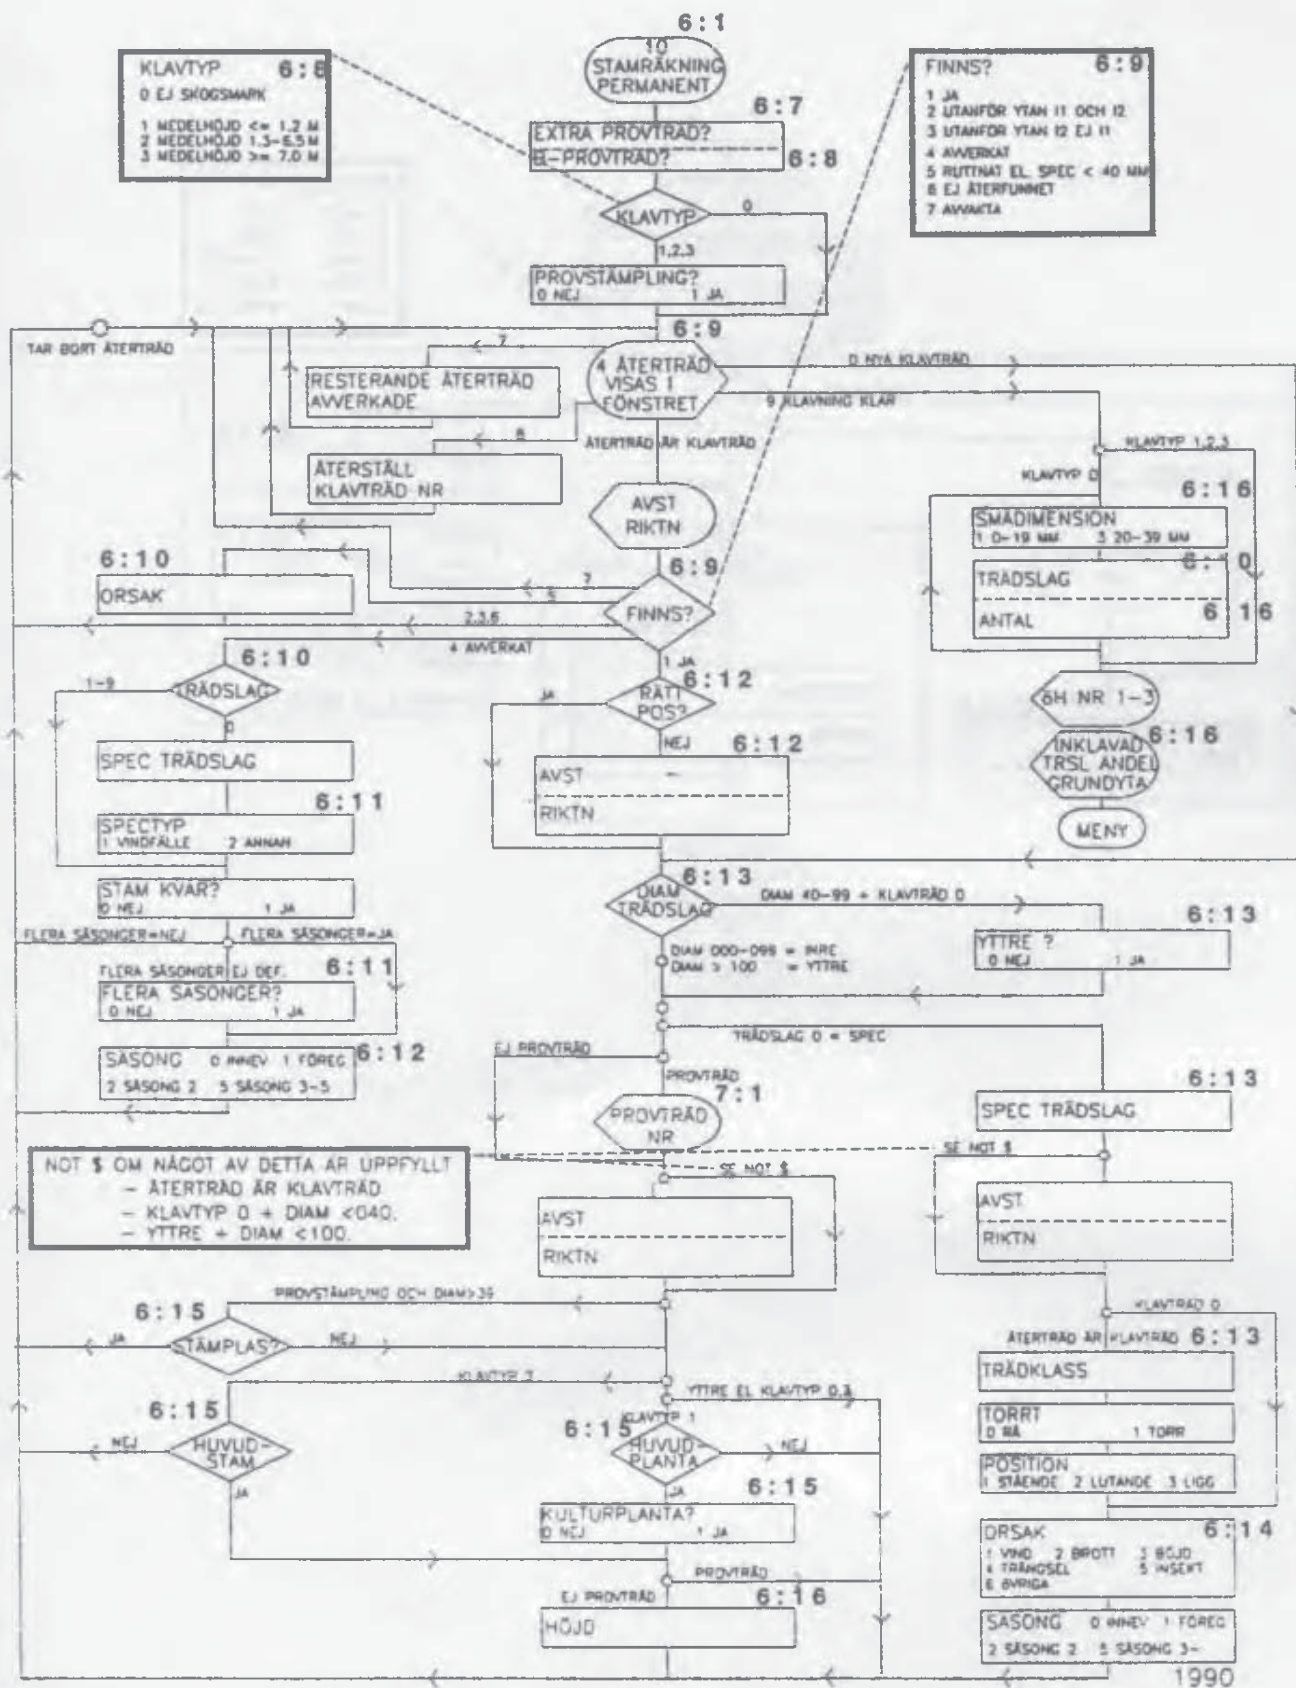 6:1
10
STAMRÄKNING
PERMANENT
KLAVTYP 6:8
0 EJ SKOGSMARK
1 MEDELHÖJD <= 1.2 M
2 MEDELHÖJD 1.3-6.5 M
3 MEDELHÖJD >= 7.0 M
FINNS? 6:9
1 JA
2 UTANFÖR YTAN I1 OCH I2
3 UTANFÖR YTAN I2 EJ I1
4 AVVERKAT
5 RUTTNAT EL. SPEC < 40 MM
6 EJ ÅTERFUNNET
7 AVVAKTA
6:7
EXTRA PROVTRÄD?
-PROVTRÄD?
6:8
KLAVTYP
0
1,2,3
PROVSTÄMPLING?
0 NEJ 1 JA
6:9
TAR BORT ÅTERTRÄD
7
4 ÅTERTRÄD
VISAS I
FÖNSTRET
0 NYA KLAVTRÄD
9 KLAVNING KLAR
RESTERANDE ÅTERTRÄD
AVVERKADE
8
ÅTERTRÄD ÄR KLAVTRÄD
ÅTERSTÄLL
KLAVTRÄD NR
AVST
RIKTN
KLAVTYP 1,2,3
KLAVTYP 0
6:16
SMÅDIMENSION
1 0-19 MM 3 20-39 MM
TRÄDSLAG
ANTAL
6 16
6H NR 1-3
6:16
INKLAVAD
TRSL ANDEL
GRUNDYTA
MENY
6:10
ORSAK
6:9
7
5
FINNS?
2,3,6
4 AVVERKAT
1 JA
6:10
TRÄDSLAG
1-9
0
SPEC TRÄDSLAG
6:11
SPECTYP
1 VINDFÄLLE 2 ANNAN
STAM KVAR?
0 NEJ 1 JA
FLERA SÄSONGER=NEJ FLERA SÄSONGER=JA
FLERA SÄSONGER EJ DEF.
6:11
FLERA SÄSONGER?
0 NEJ 1 JA
SÄSONG 0 INNEV 1 FÖREG 6:12
2 SÄSONG 2 5 SÄSONG 3-5
6:12
JA
RÄTT
POS?
NEJ
6:12
AVST
RIKTN
6:13
DIAM
TRÄDSLAG
DIAM 40-99 + KLAVTRÄD 0
DIAM 000-099 = INRE
DIAM > 100 = YTTRE
6:13
YTTRE ?
0 NEJ 1 JA
TRÄDSLAG 0 = SPEC
EJ PROVTRÄD
PROVTRÄD
7:1
PROVTRÄD
NR
6:13
SPEC TRÄDSLAG
SE NOT $
SE NOT $
NOT $ OM NÅGOT AV DETTA ÄR UPPFYLLT
- ÅTERTRÄD ÄR KLAVTRÄD
- KLAVTYP 0 + DIAM <040.
- YTTRE + DIAM <100.
AVST
RIKTN
AVST
RIKTN
PROVSTÄMPLING OCH DIAM>39
6:15
JA
STÄMPLAS?
NEJ
6:15
NEJ
HUVUD-
STAM
JA
YTTRE EL KLAVTYP 0,3
KLAVTYP 1
6:15
HUVUD-
PLANTA
NEJ
JA
6:15
KULTURPLANTA?
0 NEJ 1 JA
PROVTRÄD
EJ PROVTRÄD
6:16
HÖJD
KLAVTRÄD 0
ÅTERTRÄD ÄR KLAVTRÄD 6:13
TRÄDKLASS
TORRT
0 RÅ 1 TORR
POSITION
1 STÅENDE 2 LUTANDE 3 LIGG
ORSAK 6:14
1 VIND 2 BROTT 3 BÖJD
4 TRÄNGSEL 5 INSEKT
6 ÖVRIGA
SÄSONG 0 INNEV 1 FÖREG
2 SÄSONG 2 5 SÄSONG 3-
1990